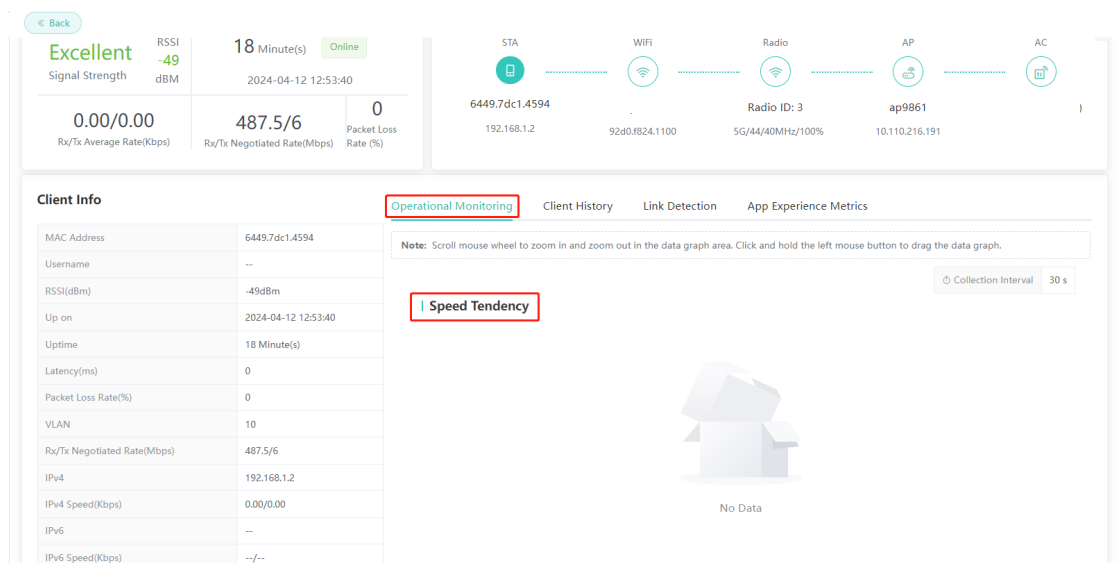 « Back
Excellent
Signal Strength
RSSI
-49
dBM
18 Minute(s)
Online
2024-04-12 12:53:40
0.00/0.00
Rx/Tx Average Rate(Kbps)
487.5/6
Rx/Tx Negotiated Rate(Mbps)
0
Packet Loss
Rate (%)
STA
WiFi
Radio
AP
AC
6449.7dc1.4594
.
Radio ID: 3
ap9861
)
192.168.1.2
92d0.f824.1100
5G/44/40MHz/100%
10.110.216.191
Client Info
MAC Address 6449.7dc1.4594
Username --
RSSI(dBm) -49dBm
Up on 2024-04-12 12:53:40
Uptime 18 Minute(s)
Latency(ms) 0
Packet Loss Rate(%) 0
VLAN 10
Rx/Tx Negotiated Rate(Mbps) 487.5/6
IPv4 192.168.1.2
IPv4 Speed(Kbps) 0.00/0.00
IPv6 --
IPv6 Speed(Kbps) --/--
Operational Monitoring Client History Link Detection App Experience Metrics
Note: Scroll mouse wheel to zoom in and zoom out in the data graph area. Click and hold the left mouse button to drag the data graph.
Collection Interval 30 s
Speed Tendency
No Data